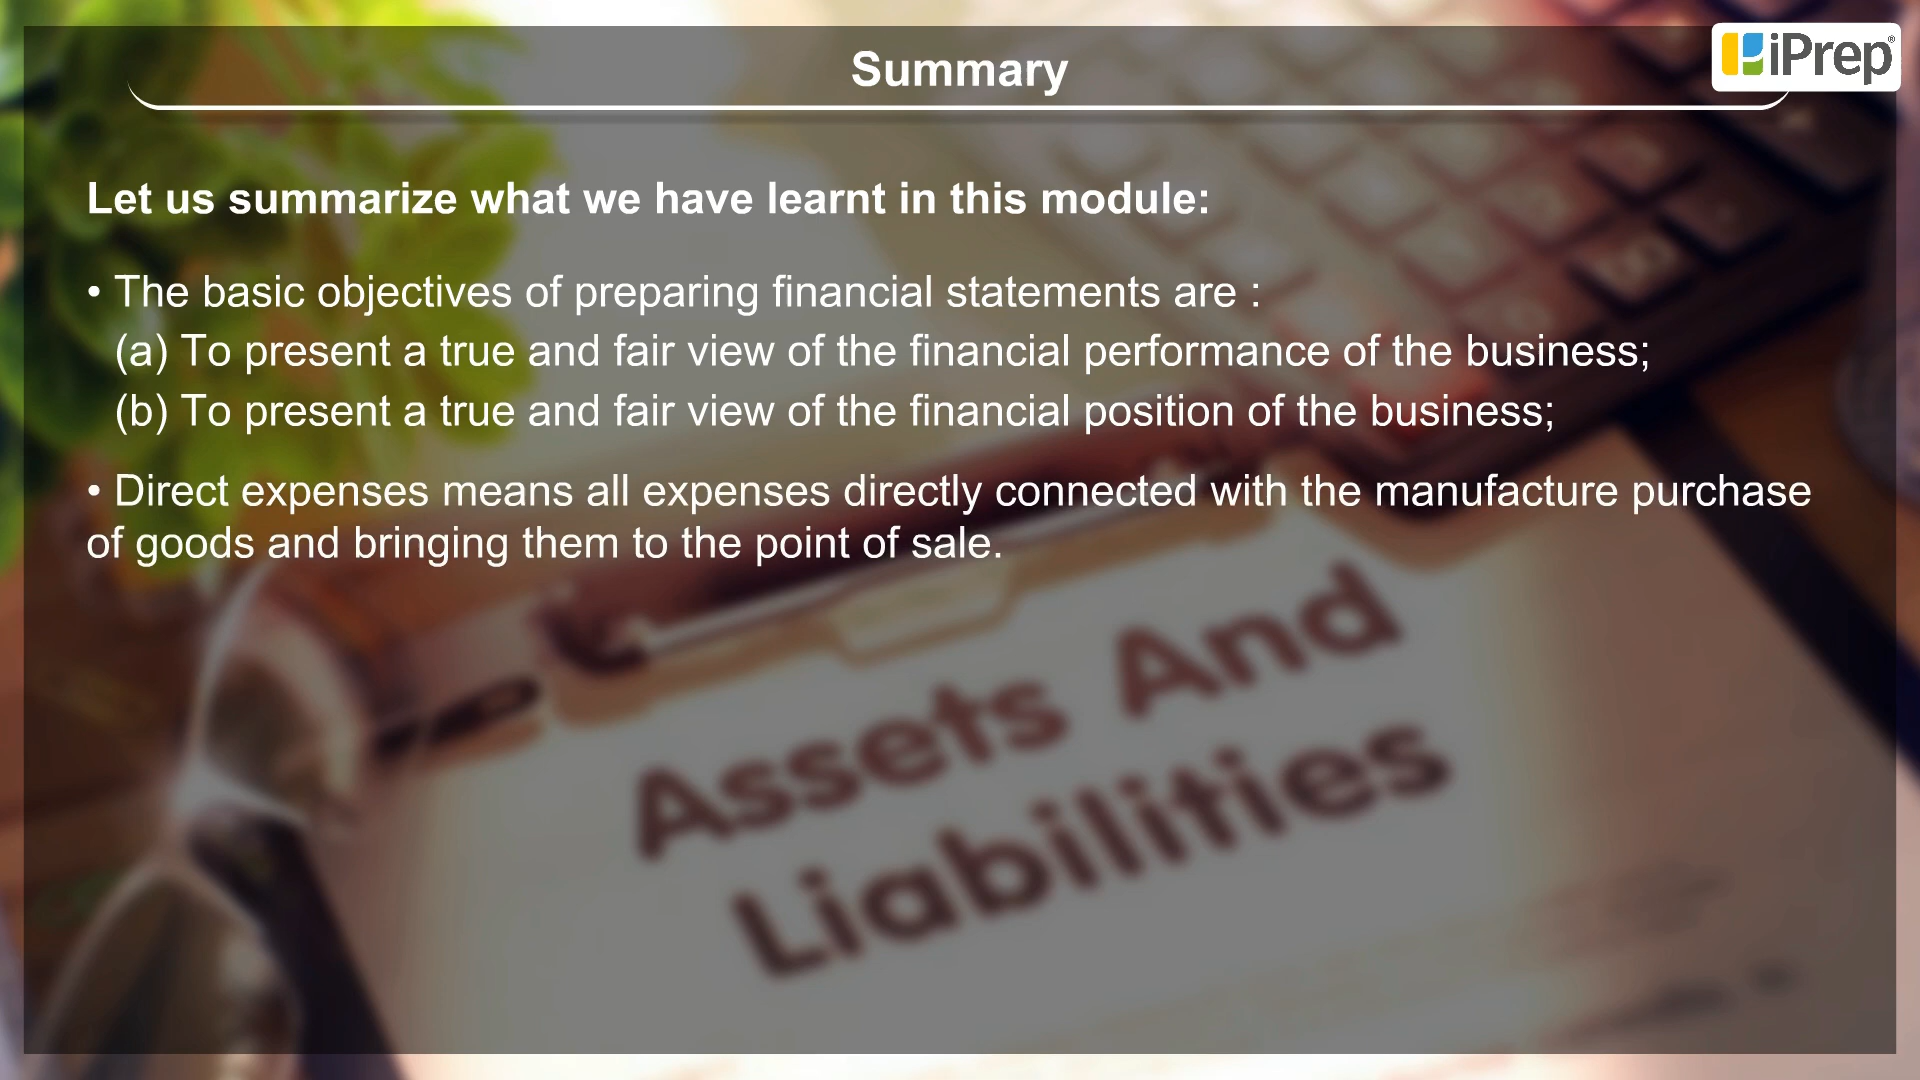 Summary
iPrep®
Let us summarize what we have learnt in this module:
• The basic objectives of preparing financial statements are :
(a) To present a true and fair view of the financial performance of the business;
(b) To present a true and fair view of the financial position of the business;
• Direct expenses means all expenses directly connected with the manufacture purchase
of goods and bringing them to the point of sale.
Assets And
Liabilities